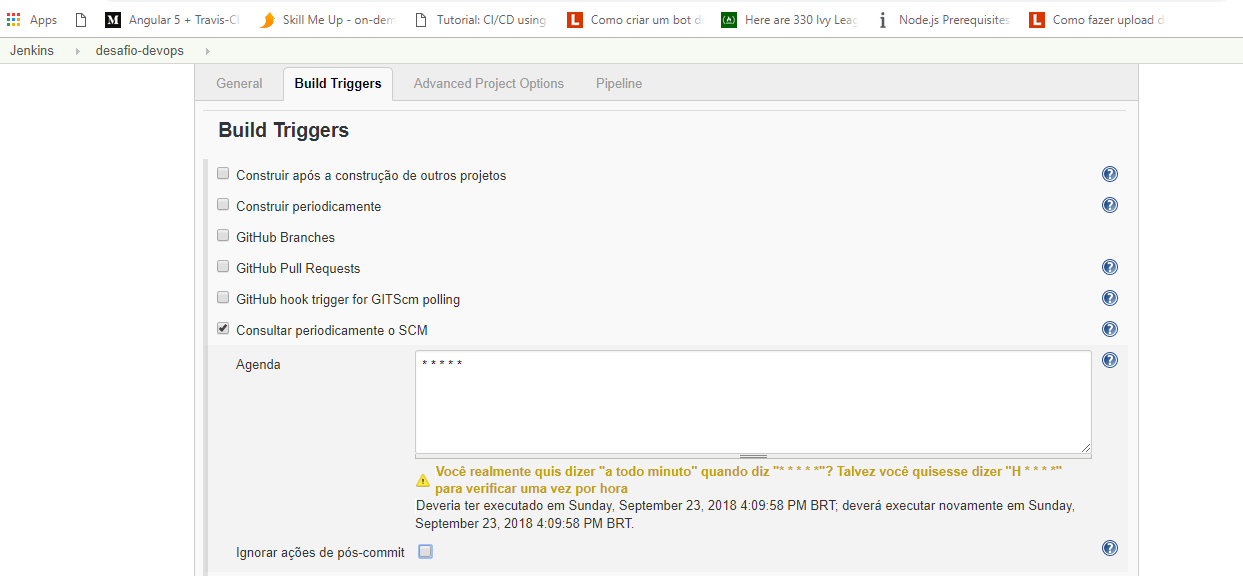 Apps Angular 5 + Travis-CI Skill Me Up - on-dem Tutorial: CI/CD using Como criar um bot d Here are 330 Ivy Leag Node.js Prerequisites Como fazer upload d
Jenkins desafio-devops
General Build Triggers Advanced Project Options Pipeline
Build Triggers
Construir após a construção de outros projetos
Construir periodicamente
GitHub Branches
GitHub Pull Requests
GitHub hook trigger for GITScm polling
Consultar periodicamente o SCM
Agenda * * * * *
Você realmente quis dizer "a todo minuto" quando diz "* * * * *"? Talvez você quisesse dizer "H * * * *"
para verificar uma vez por hora
Deveria ter executado em Sunday, September 23, 2018 4:09:58 PM BRT; deverá executar novamente em Sunday,
September 23, 2018 4:09:58 PM BRT.
Ignorar ações de pós-commit